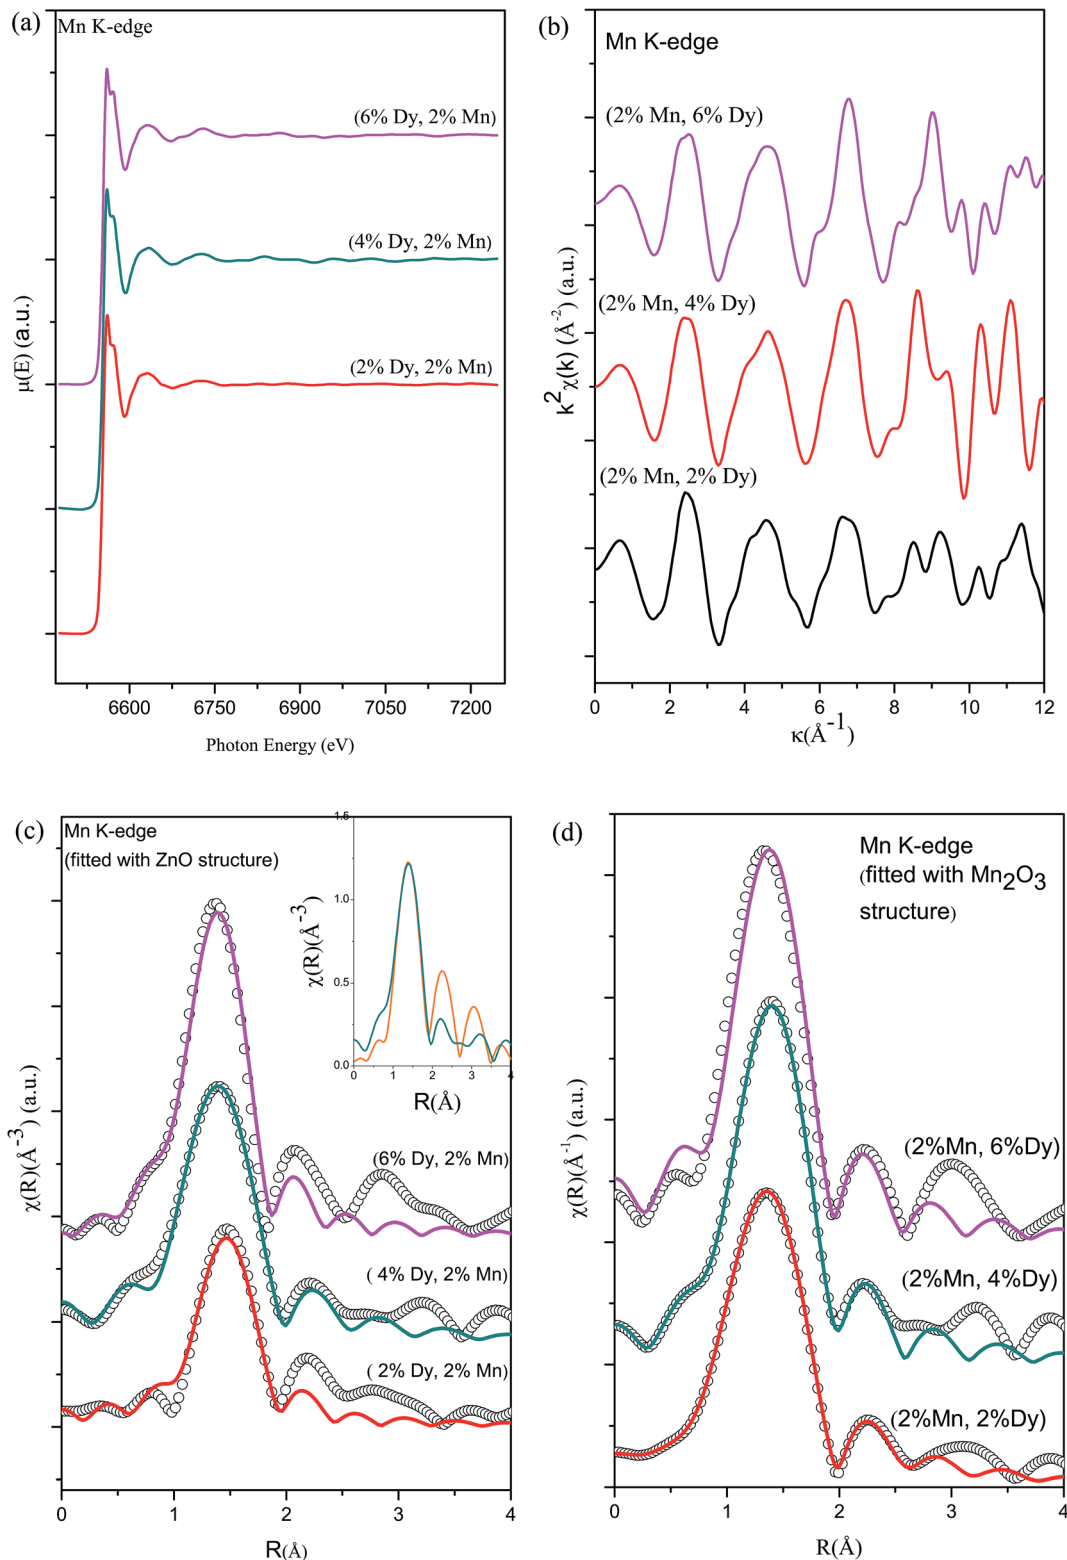 (a)
Mn K-edge
(6% Dy, 2% Mn)
(4% Dy, 2% Mn)
(2% Dy, 2% Mn)
μ(E) (a.u.)
6600 6750 6900 7050 7200
Photon Energy (eV)
(b)
Mn K-edge
(2% Mn, 6% Dy)
(2% Mn, 4% Dy)
(2% Mn, 2% Dy)
k²χ(k) (Å⁻²) (a.u.)
0 2 4 6 8 10 12
κ(Å⁻¹)
(c)
Mn K-edge
(fitted with ZnO structure)
1.5
1.0
0.5
0.0
χ(R)(Å⁻³)
0 1 2 3 4
R(Å)
(6% Dy, 2% Mn)
( 4% Dy, 2% Mn)
( 2% Dy, 2% Mn)
χ(R)(Å⁻³) (a.u.)
0 1 2 3 4
R(Å)
(d)
Mn K-edge
(fitted with Mn₂O₃
structure)
(2%Mn, 6%Dy)
(2%Mn, 4%Dy)
(2%Mn, 2%Dy)
χ(R)(Å⁻¹) (a.u.)
0 1 2 3 4
R(Å)